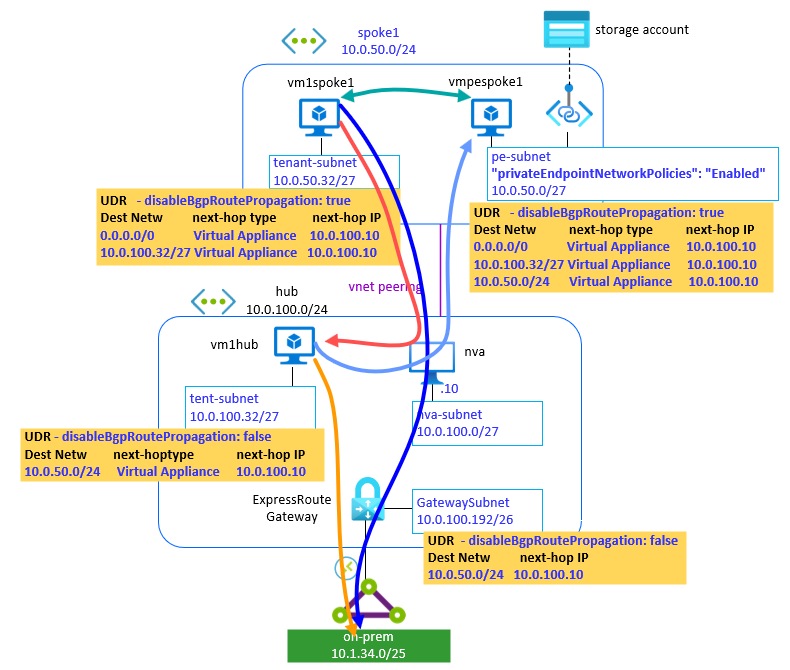 spoke1
10.0.50.0/24
storage account
vm1spoke1
vmpespoke1
tenant-subnet
10.0.50.32/27
pe-subnet
"privateEndpointNetworkPolicies": "Enabled"
10.0.50.0/27
UDR - disableBgpRoutePropagation: true
Dest Netw next-hop type next-hop IP
0.0.0.0/0 Virtual Appliance 10.0.100.10
10.0.100.32/27 Virtual Appliance 10.0.100.10
UDR - disableBgpRoutePropagation: true
Dest Netw next-hop type next-hop IP
0.0.0.0/0 Virtual Appliance 10.0.100.10
10.0.100.32/27 Virtual Appliance 10.0.100.10
10.0.50.0/24 Virtual Appliance 10.0.100.10
vnet peering
hub
10.0.100.0/24
vm1hub
nva
.10
tent-subnet
10.0.100.32/27
nva-subnet
10.0.100.0/27
UDR - disableBgpRoutePropagation: false
Dest Netw next-hoptype next-hop IP
10.0.50.0/24 Virtual Appliance 10.0.100.10
ExpressRoute
Gateway
GatewaySubnet
10.0.100.192/26
UDR - disableBgpRoutePropagation: false
Dest Netw next-hop IP
10.0.50.0/24 10.0.100.10
on-prem
10.1.34.0/25